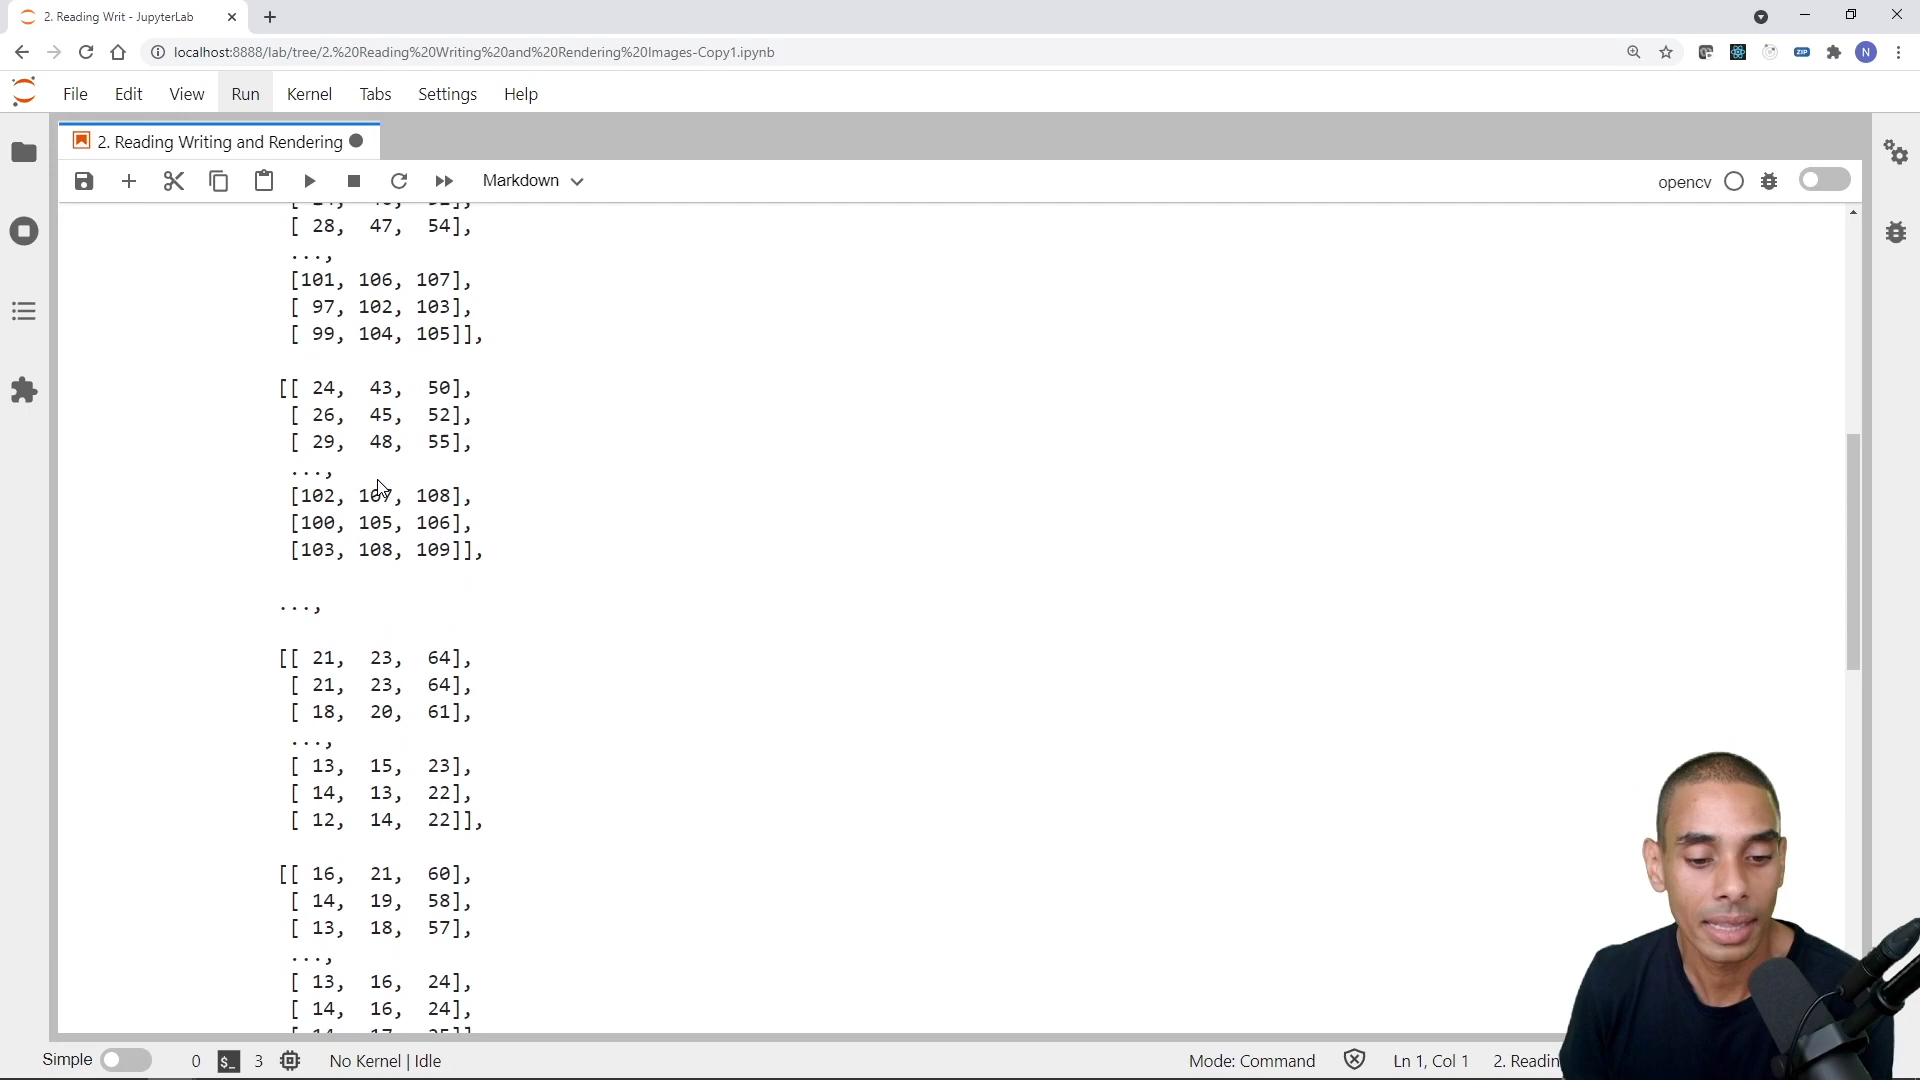 2. Reading Writ - JupyterLab
localhost:8888/lab/tree/2.%20Reading%20Writing%20and%20Rendering%20Images-Copy1.ipynb
ZIP
N
File Edit View Run Kernel Tabs Settings Help
2. Reading Writing and Rendering
Markdown
opencv
[ 28, 47, 54],
...,
[101, 106, 107],
[ 97, 102, 103],
[ 99, 104, 105]],
[[ 24, 43, 50],
[ 26, 45, 52],
[ 29, 48, 55],
...,
[102, 107, 108],
[100, 105, 106],
[103, 108, 109]],
...,
[[ 21, 23, 64],
[ 21, 23, 64],
[ 18, 20, 61],
...,
[ 13, 15, 23],
[ 14, 13, 22],
[ 12, 14, 22]],
[[ 16, 21, 60],
[ 14, 19, 58],
[ 13, 18, 57],
...,
[ 13, 16, 24],
[ 14, 16, 24],
Simple 0 $_ 3 No Kernel | Idle Mode: Command Ln 1, Col 1 2. Readin